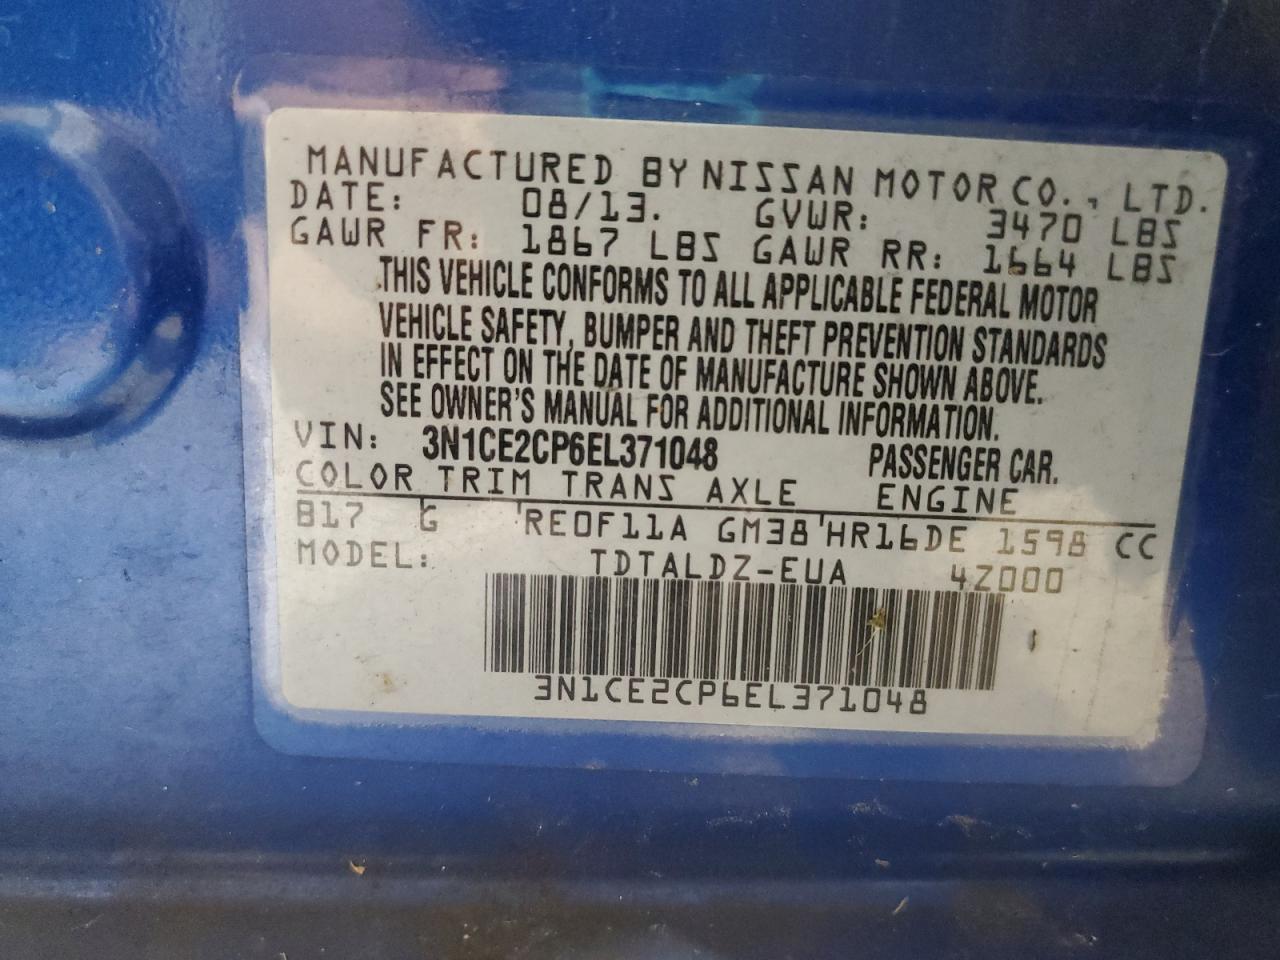 MANUFACTURED BY NISSAN MOTOR CO., LTD.
DATE: 08/13. GVWR: 3470 LBS
GAWR FR: 1867 LBS GAWR RR: 1664 LBS
THIS VEHICLE CONFORMS TO ALL APPLICABLE FEDERAL MOTOR
VEHICLE SAFETY, BUMPER AND THEFT PREVENTION STANDARDS
IN EFFECT ON THE DATE OF MANUFACTURE SHOWN ABOVE.
SEE OWNER'S MANUAL FOR ADDITIONAL INFORMATION.
VIN: 3N1CE2CP6EL371048 PASSENGER CAR.
COLOR TRIM TRANS AXLE ENGINE
B17 G RE0F11A GM38 HR16DE 1598 CC
MODEL: TDTALDZ-EUA 4Z000
3N1CE2CP6EL371048